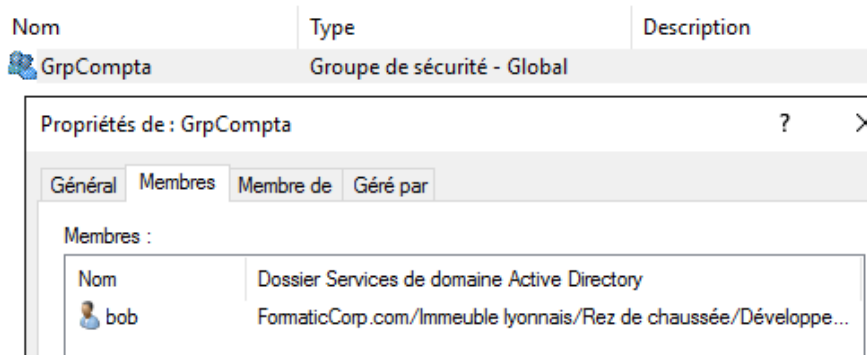 Nom Type Description
GrpCompta Groupe de sécurité - Global
Propriétés de : GrpCompta ? X
Général Membres Membre de Géré par
Membres :
Nom Dossier Services de domaine Active Directory
bob FormaticCorp.com/Immeuble lyonnais/Rez de chaussée/Développe...